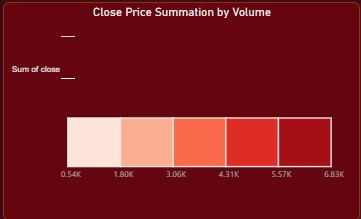 Close Price Summation by Volume
Sum of close
0.54K 1.80K 3.06K 4.31K 5.57K 6.83K